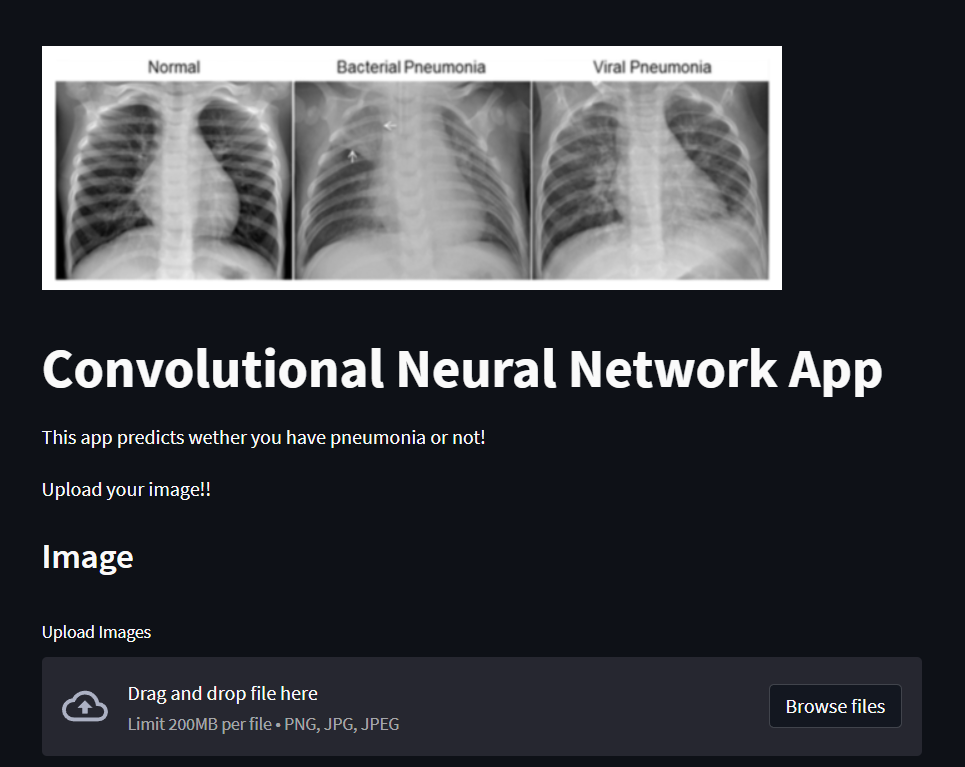 Normal Bacterial Pneumonia Viral Pneumonia
Convolutional Neural Network App
This app predicts wether you have pneumonia or not!
Upload your image!!
Image
Upload Images
Drag and drop file here
Limit 200MB per file • PNG, JPG, JPEG
Browse files